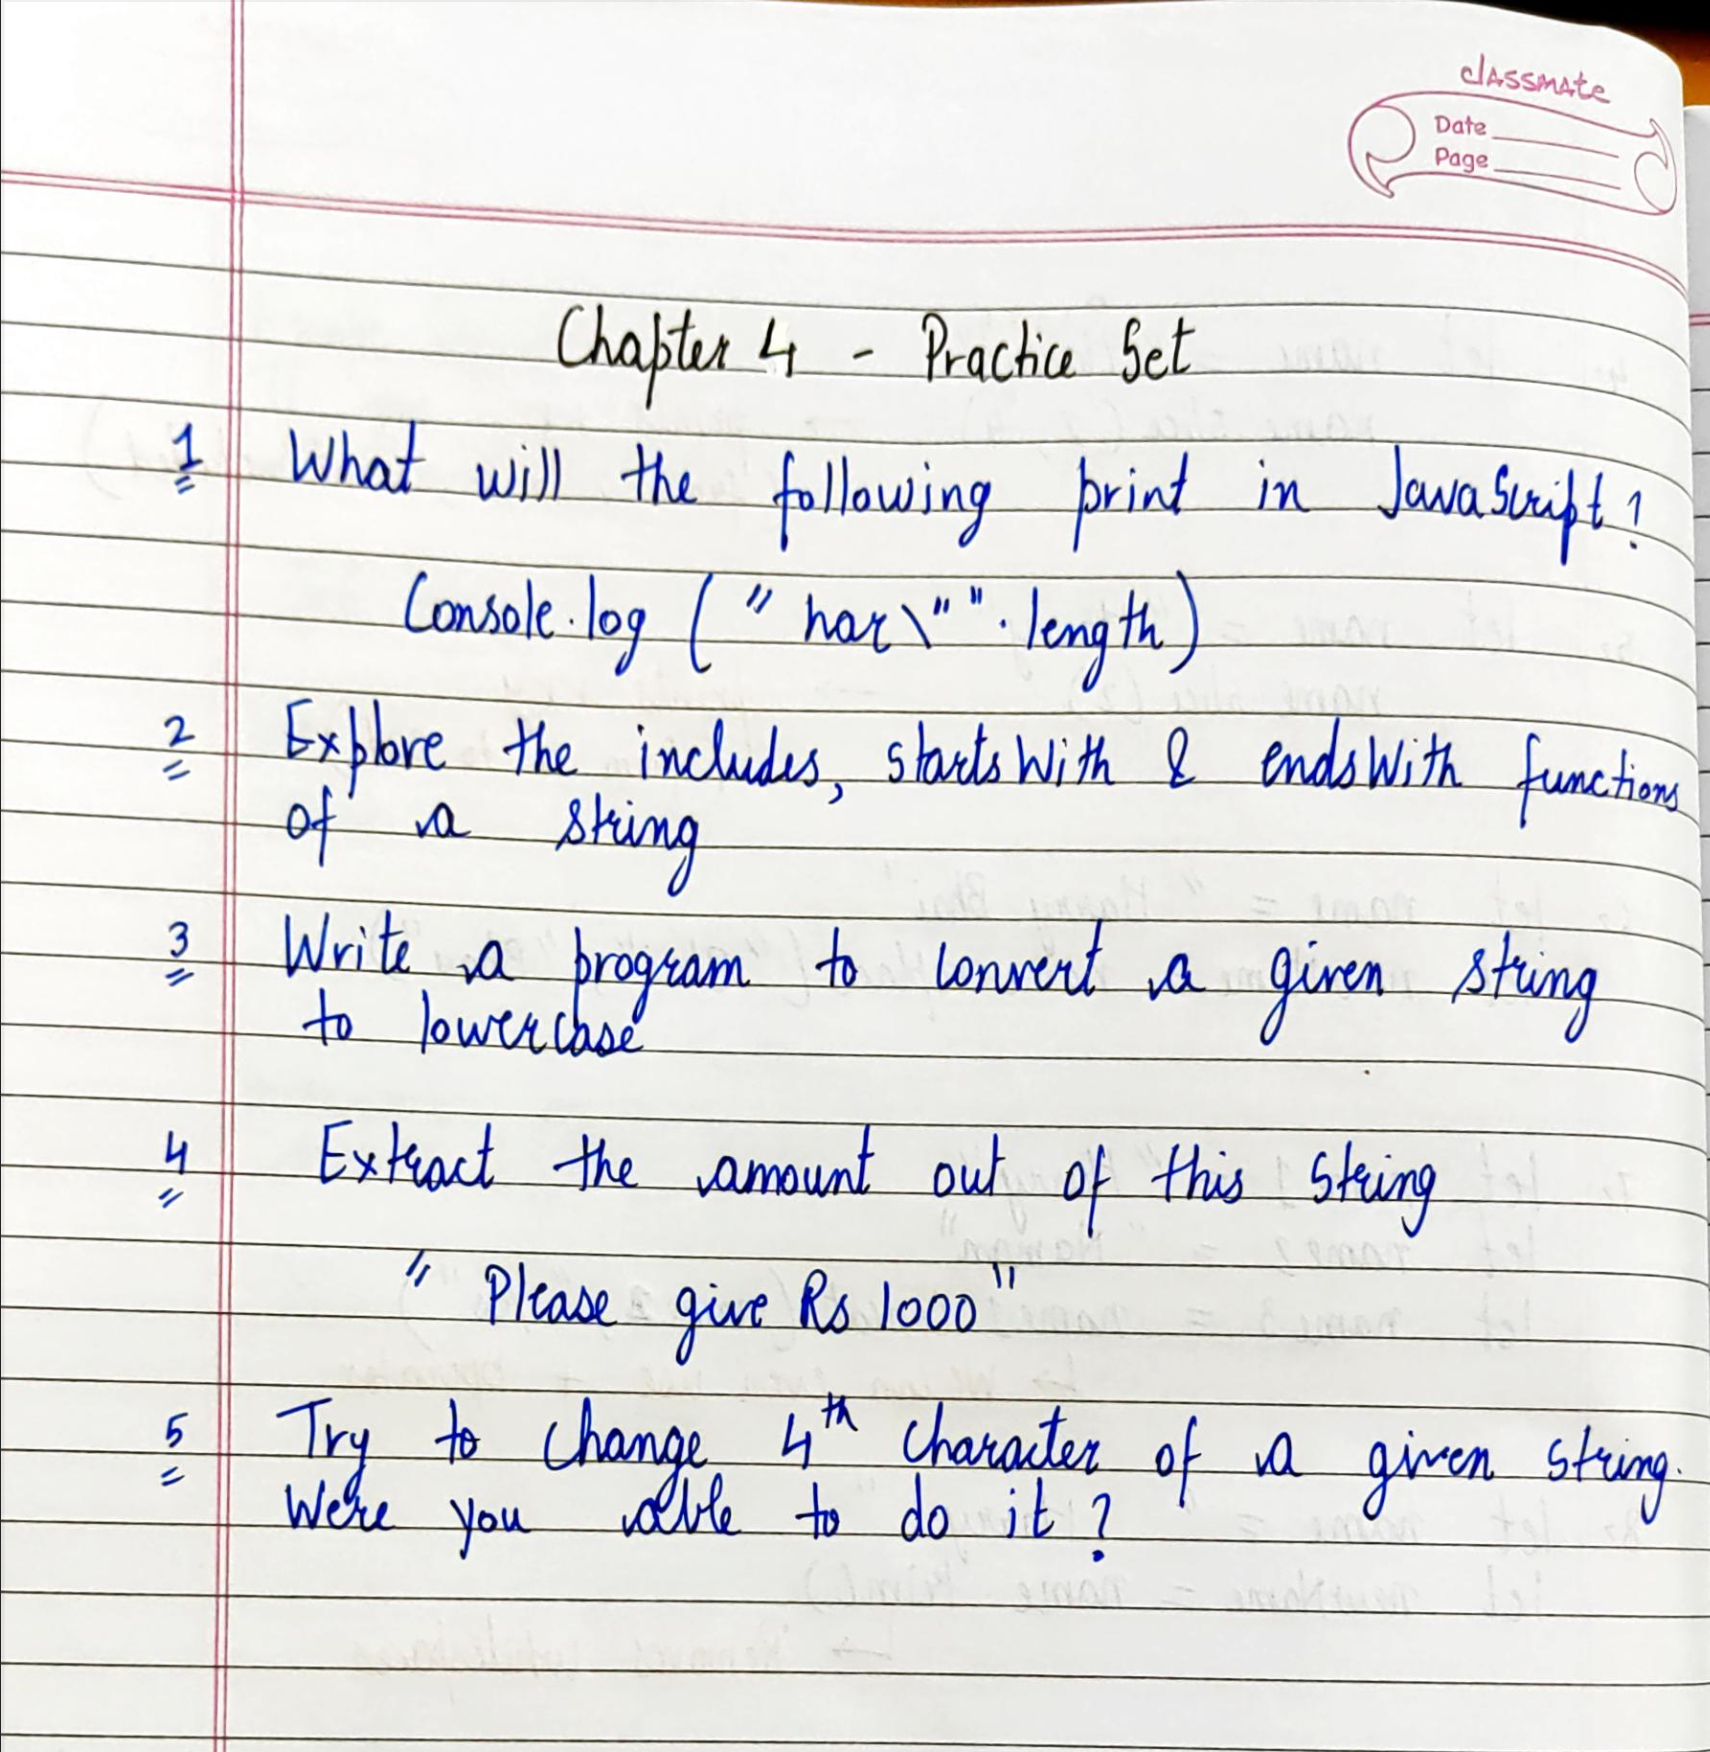 classmate
Date
Page
Chapter 4 - Practice Set
1 What will the following print in JavaScript?
Console.log ("har\"".length)
2 Explore the includes, startsWith & endsWith functions
of a string
3 Write a program to convert a given string
to lowercase
4 Extract the amount out of this string
"Please give Rs 1000"
5 Try to change 4th character of a given string.
Were you able to do it?